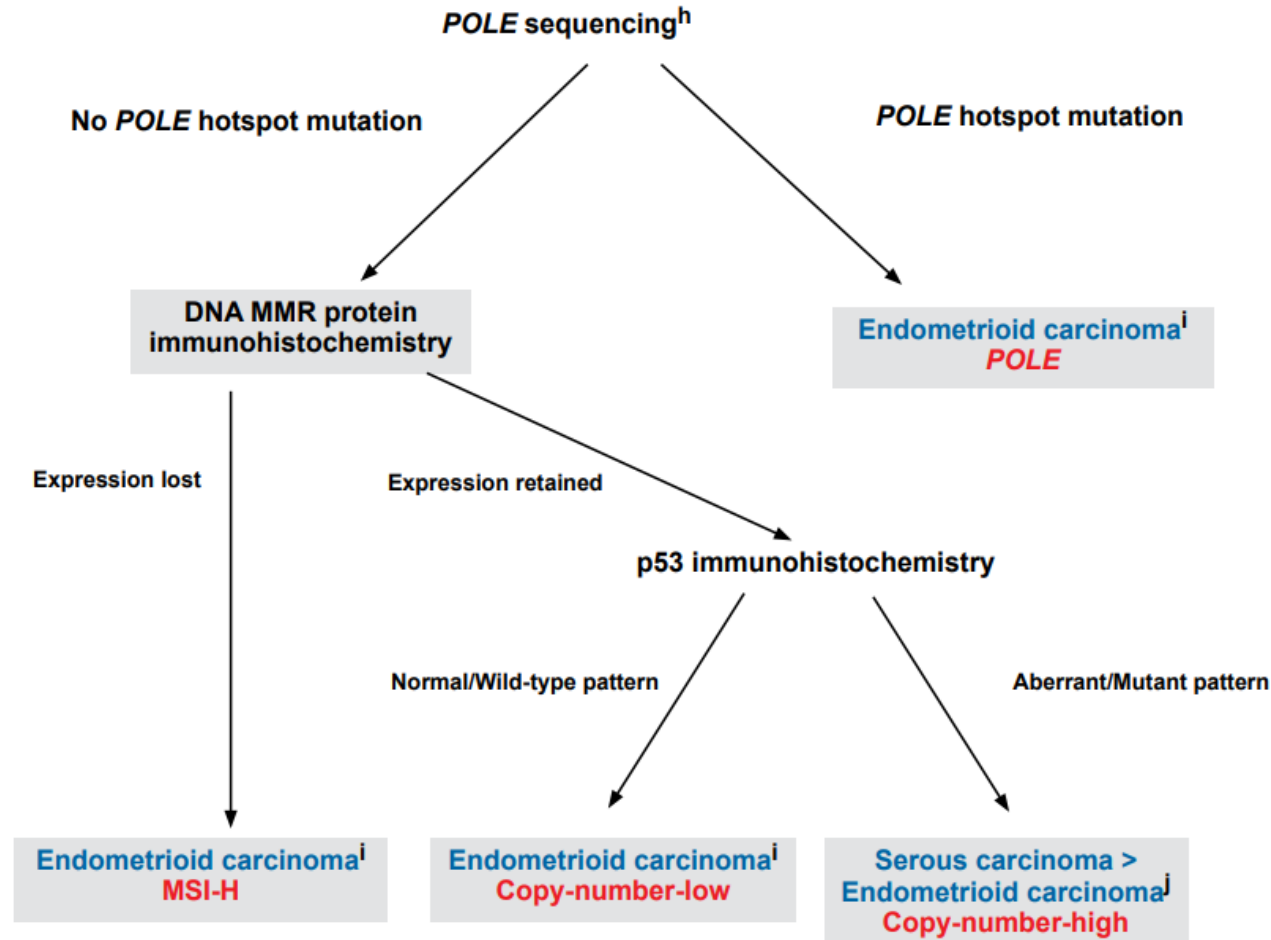 POLE sequencingh
No POLE hotspot mutation
POLE hotspot mutation
DNA MMR protein
immunohistochemistry
Endometrioid carcinomai
POLE
Expression lost
Expression retained
p53 immunohistochemistry
Normal/Wild-type pattern
Aberrant/Mutant pattern
Endometrioid carcinomai
MSI-H
Endometrioid carcinomai
Copy-number-low
Serous carcinoma >
Endometrioid carcinomaj
Copy-number-high